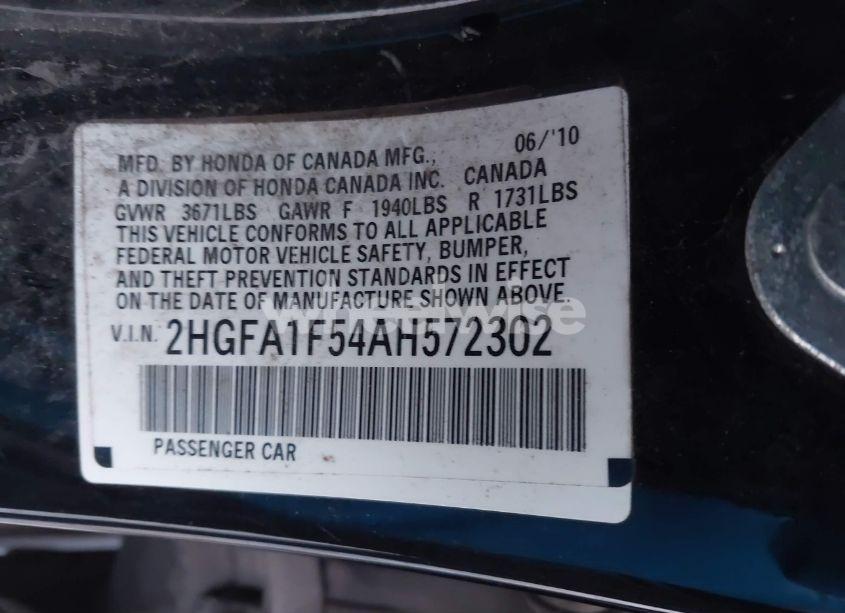 06/'10
MFD. BY HONDA OF CANADA MFG.,
A DIVISION OF HONDA CANADA INC. CANADA
GVWR 3671LBS GAWR F 1940LBS R 1731LBS
THIS VEHICLE CONFORMS TO ALL APPLICABLE
FEDERAL MOTOR VEHICLE SAFETY, BUMPER,
AND THEFT PREVENTION STANDARDS IN EFFECT
ON THE DATE OF MANUFACTURE SHOWN ABOVE.
wheelwise
V.I.N. 2HGFA1F54AH572302
PASSENGER CAR